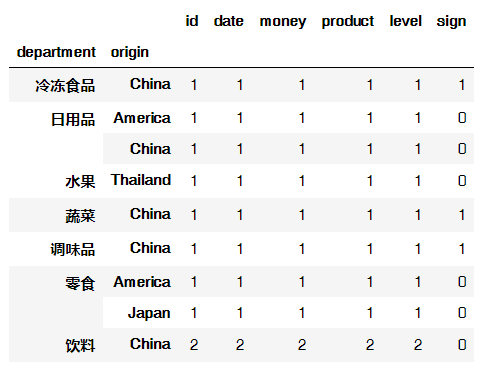 id date money product level sign
department origin
冷冻食品 China 1 1 1 1 1 1
日用品 America 1 1 1 1 1 0
China 1 1 1 1 1 0
水果 Thailand 1 1 1 1 1 0
蔬菜 China 1 1 1 1 1 1
调味品 China 1 1 1 1 1 1
零食 America 1 1 1 1 1 0
Japan 1 1 1 1 1 0
饮料 China 2 2 2 2 2 0